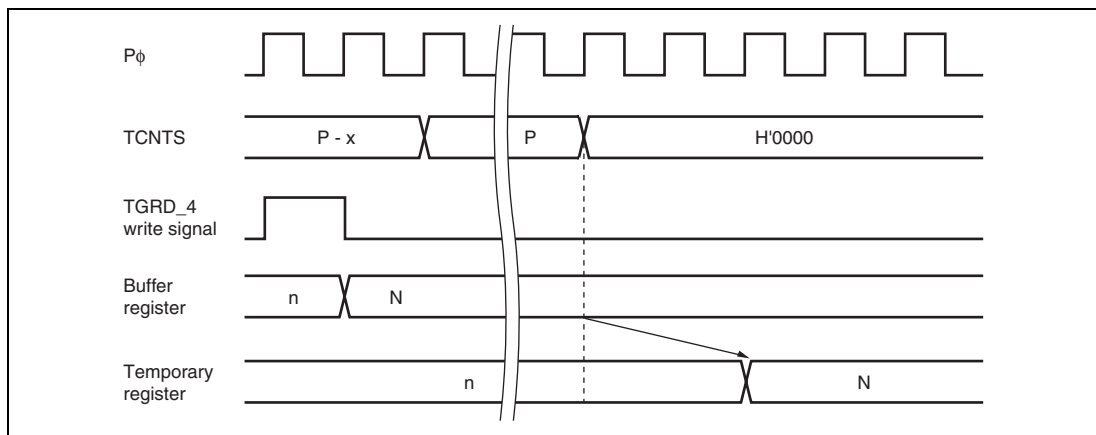 Pϕ
TCNTS
P - x
P
H'0000
TGRD_4
write signal
Buffer
register
n
N
Temporary
register
n
N